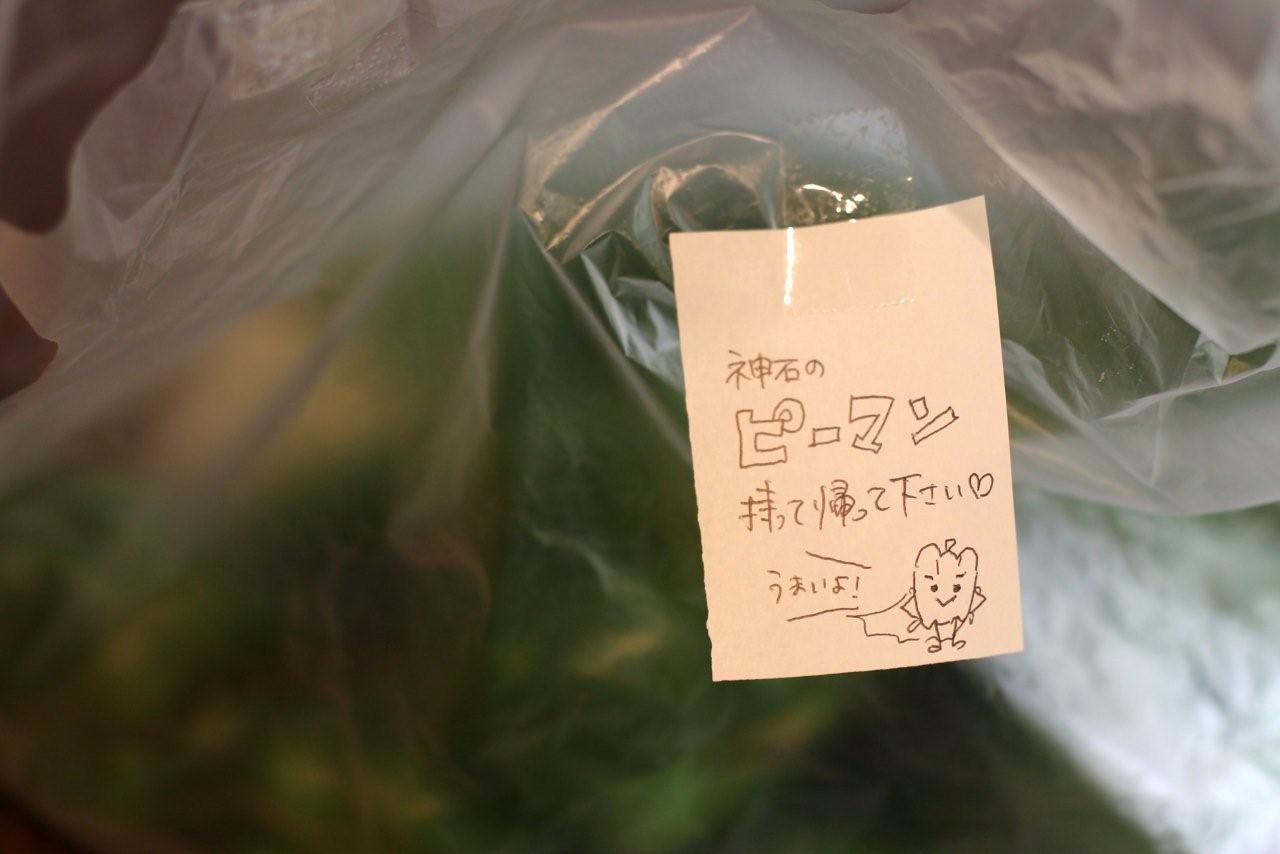 神石の
ピーマン
持って帰って下さい♡
うまいよ!